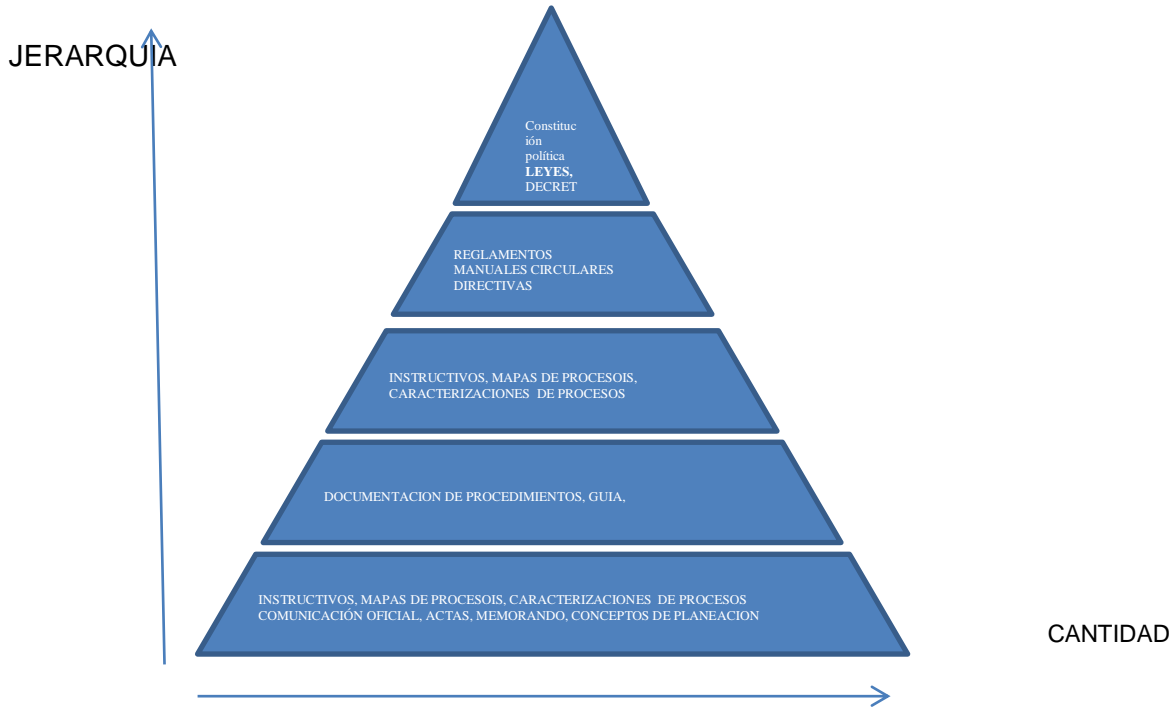 JERARQUIA
Constituc
ión
política
LEYES,
DECRET
REGLAMENTOS
MANUALES CIRCULARES
DIRECTIVAS
INSTRUCTIVOS, MAPAS DE PROCESOIS,
CARACTERIZACIONES DE PROCESOS
DOCUMENTACION DE PROCEDIMIENTOS, GUIA,
INSTRUCTIVOS, MAPAS DE PROCESOIS, CARACTERIZACIONES DE PROCESOS
COMUNICACIÓN OFICIAL, ACTAS, MEMORANDO, CONCEPTOS DE PLANEACION
CANTIDAD